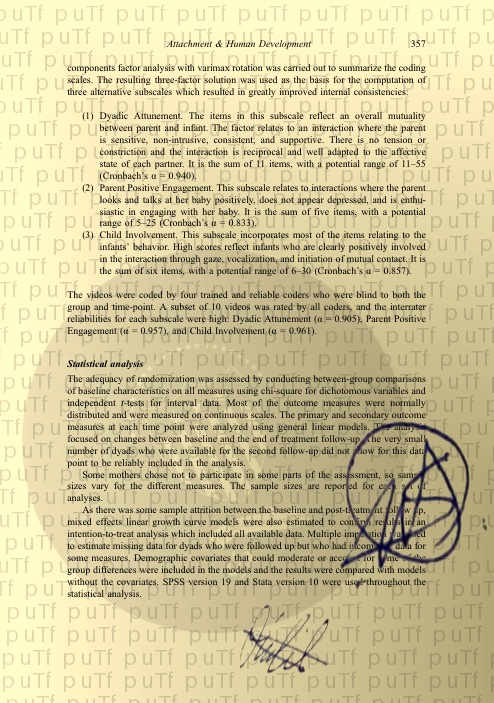 Attachment & Human Development 357
components factor analysis with varimax rotation was carried out to summarize the coding
scales. The resulting three-factor solution was used as the basis for the computation of
three alternative subscales which resulted in greatly improved internal consistencies:
(1) Dyadic Attunement. The items in this subscale reflect an overall mutuality
between parent and infant. The factor relates to an interaction where the parent
is sensitive, non-intrusive, consistent, and supportive. There is no tension or
constriction and the interaction is reciprocal and well adapted to the affective
state of each partner. It is the sum of 11 items, with a potential range of 11–55
(Cronbach's α = 0.940).
(2) Parent Positive Engagement. This subscale relates to interactions where the parent
looks and talks at her baby positively, does not appear depressed, and is enthu-
siastic in engaging with her baby. It is the sum of five items, with a potential
range of 5–25 (Cronbach's α = 0.833).
(3) Child Involvement. This subscale incorporates most of the items relating to the
infants' behavior. High scores reflect infants who are clearly positively involved
in the interaction through gaze, vocalization, and initiation of mutual contact. It is
the sum of six items, with a potential range of 6–30 (Cronbach's α = 0.857).
The videos were coded by four trained and reliable coders who were blind to both the
group and time-point. A subset of 10 videos was rated by all coders, and the interrater
reliabilities for each subscale were high: Dyadic Attunement (α = 0.905), Parent Positive
Engagement (α = 0.957), and Child Involvement (α = 0.961).
Statistical analysis
The adequacy of randomization was assessed by conducting between-group comparisons
of baseline characteristics on all measures using chi-square for dichotomous variables and
independent t-tests for interval data. Most of the outcome measures were normally
distributed and were measured on continuous scales. The primary and secondary outcome
measures at each time point were analyzed using general linear models. The analysis
focused on changes between baseline and the end of treatment follow-up. The very small
number of dyads who were available for the second follow-up did not allow for this data
point to be reliably included in the analysis.
Some mothers chose not to participate in some parts of the assessment, so sample
sizes vary for the different measures. The sample sizes are reported for each set of
analyses.
As there was some sample attrition between the baseline and post-treatment follow up,
mixed effects linear growth curve models were also estimated to confirm results in an
intention-to-treat analysis which included all available data. Multiple imputation was used
to estimate missing data for dyads who were followed up but who had incomplete data for
some measures. Demographic covariates that could moderate or account for some of the
group differences were included in the models and the results were compared with models
without the covariates. SPSS version 19 and Stata version 10 were used throughout the
statistical analysis.